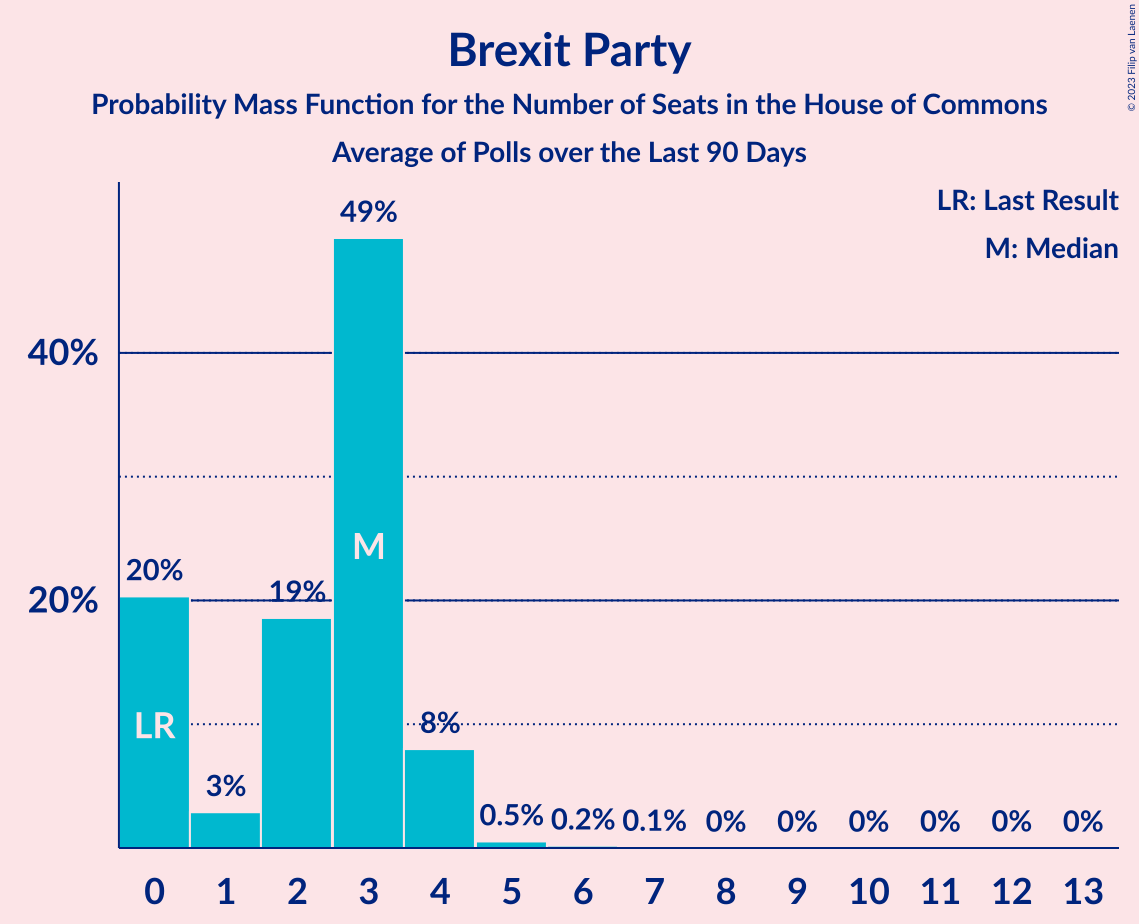 Brexit Party
Probability Mass Function for the Number of Seats in the House of Commons
Average of Polls over the Last 90 Days
© 2023 Filip van Laenen
LR: Last Result
M: Median
49%
40%
M
20%
19%
20%
LR
8%
3%
0.5% 0.2% 0.1% 0% 0% 0% 0% 0% 0%
0 1 2 3 4 5 6 7 8 9 10 11 12 13